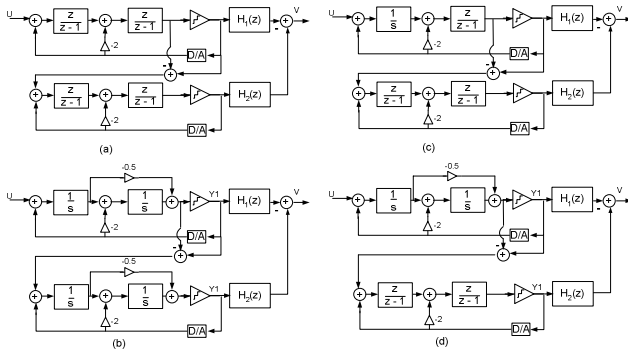 U
z
z - 1
z
z - 1
H₁(z)
V
-2
D/A
z
z - 1
z
z - 1
H₂(z)
-2
D/A
(a)
U
1
s
z
z - 1
H₁(z)
V
-2
D/A
z
z - 1
z
z - 1
H₂(z)
-2
D/A
(c)
-0.5
U
1
s
1
s
Y1
H₁(z)
V
-2
D/A
-0.5
1
s
1
s
H₂(z)
-2
D/A
(b)
-0.5
U
1
s
1
s
Y1
H₁(z)
V
-2
D/A
z
z - 1
z
z - 1
Y1
H₂(z)
-2
D/A
(d)